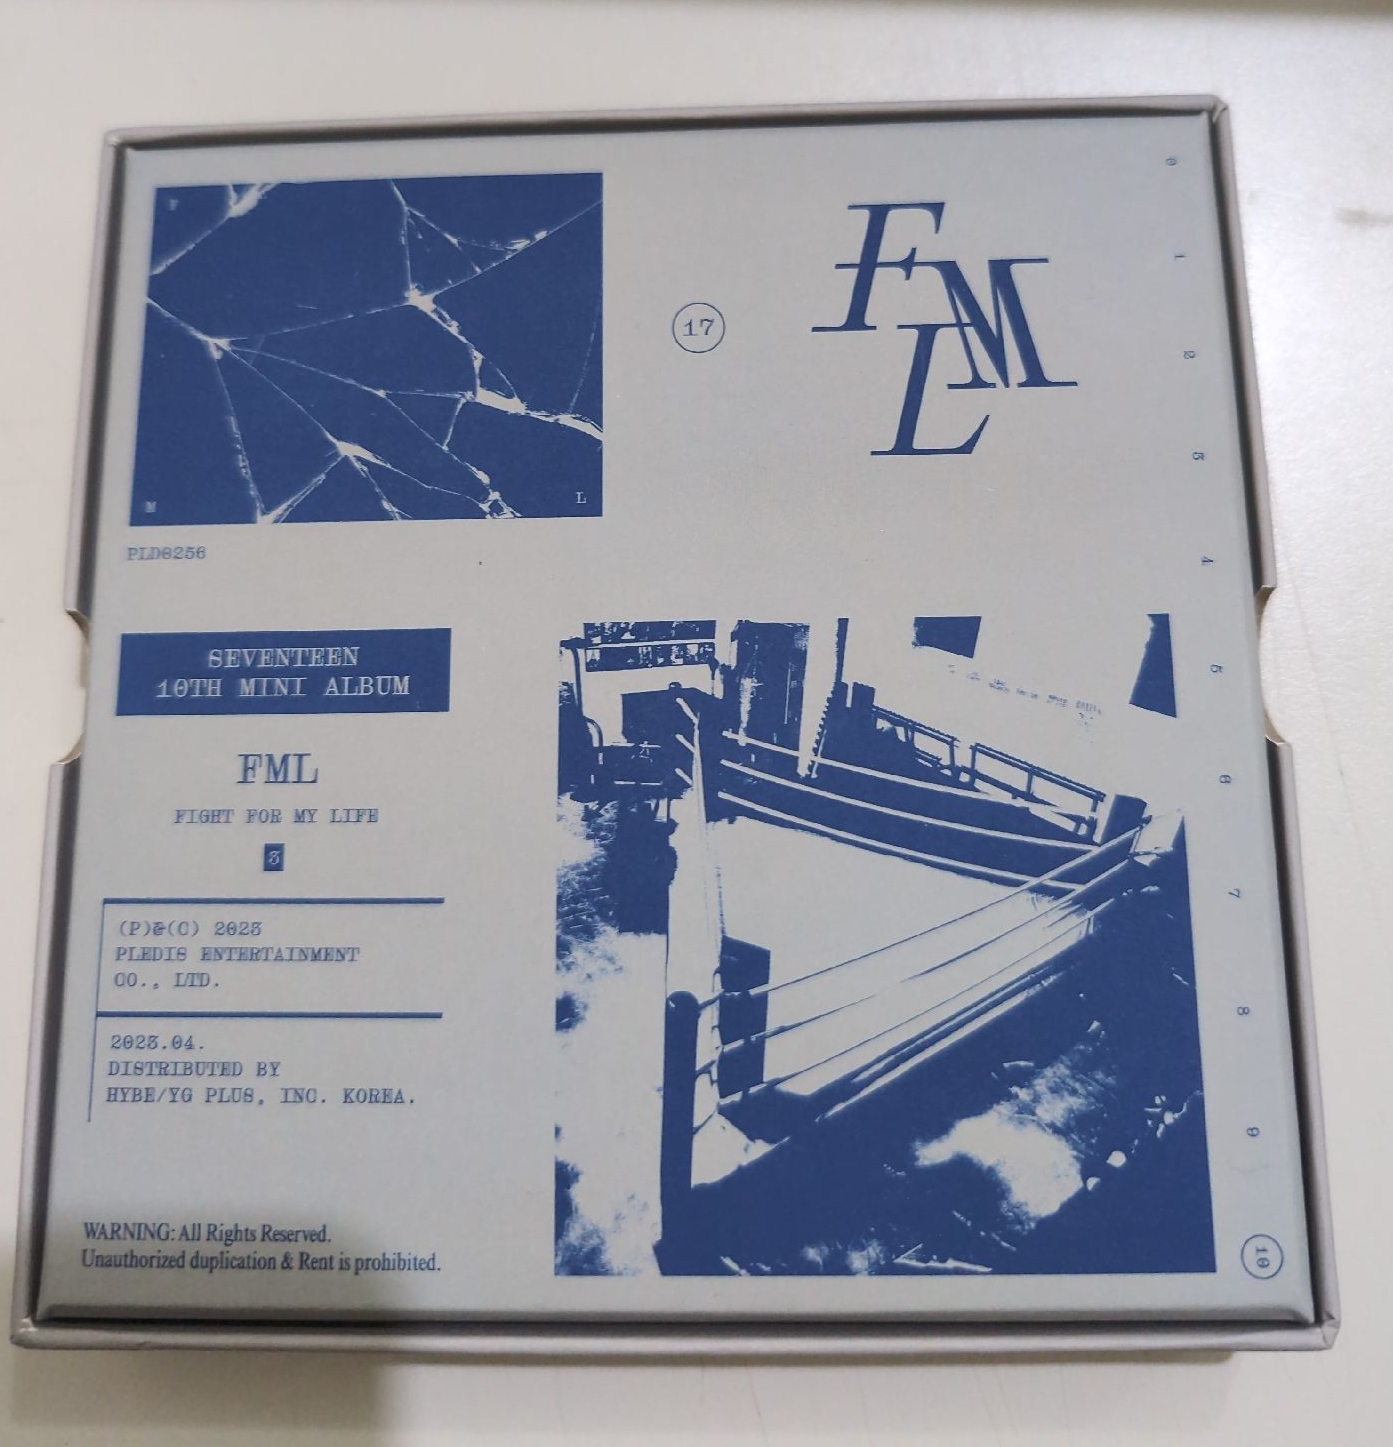 F
M
L
17
FML
PLD0256
SEVENTEEN
10TH MINI ALBUM
FML
FIGHT FOR MY LIFE
3
(P)&(C) 2023
PLEDIS ENTERTAINMENT
CO., LTD.
2023.04.
DISTRIBUTED BY
HYBE/YG PLUS, INC. KOREA.
WARNING: All Rights Reserved.
Unauthorized duplication & Rent is prohibited.
0
1
2
3
4
5
6
7
8
9
10